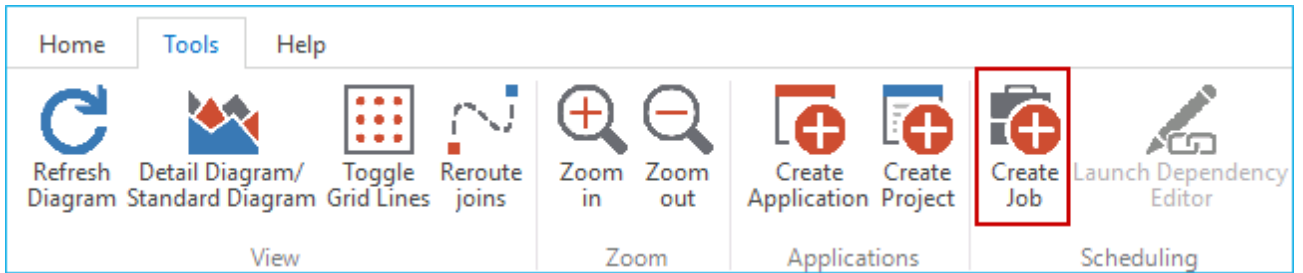 Home Tools Help
Refresh Detail Diagram/ Toggle Reroute Zoom Zoom Create Create Create Launch Dependency
Diagram Standard Diagram Grid Lines joins in out Application Project Job Editor
View Zoom Applications Scheduling